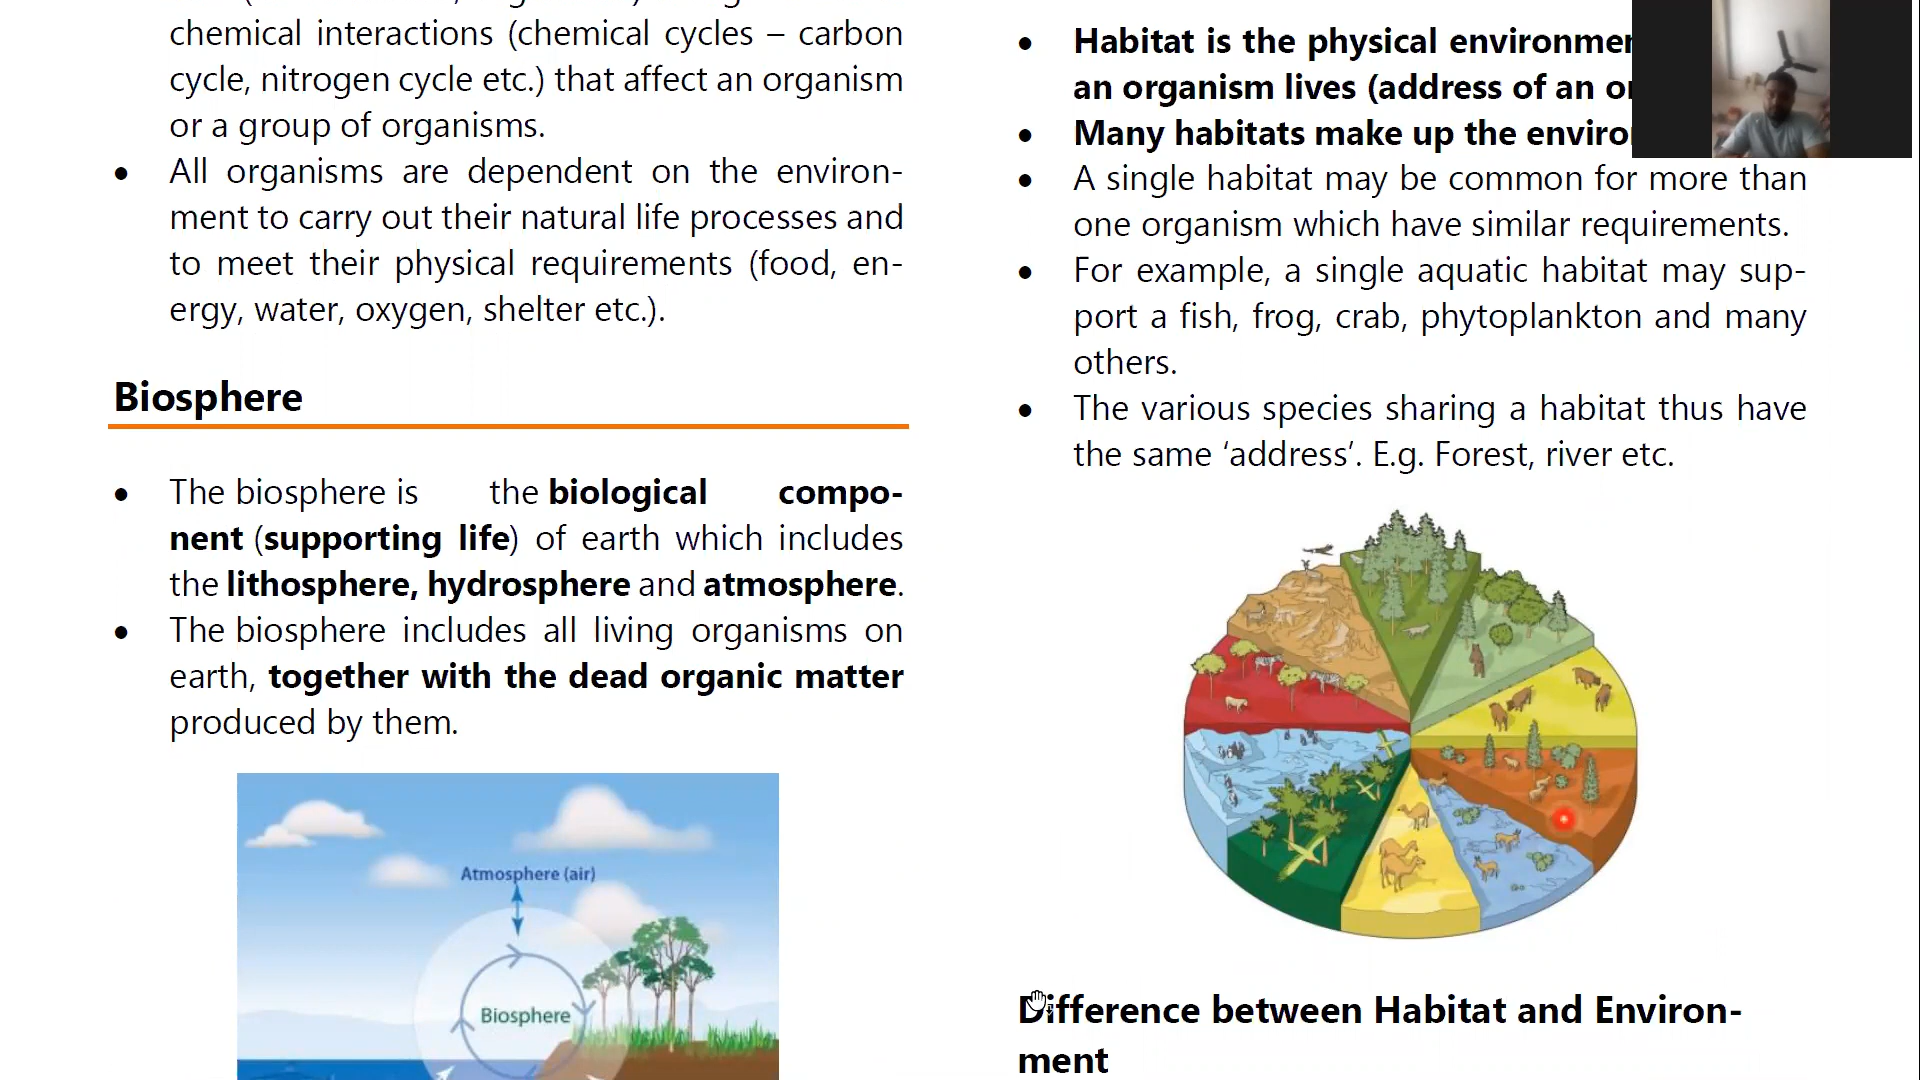 chemical interactions (chemical cycles – carbon
cycle, nitrogen cycle etc.) that affect an organism
or a group of organisms.
● All organisms are dependent on the environ-
ment to carry out their natural life processes and
to meet their physical requirements (food, en-
ergy, water, oxygen, shelter etc.).
Biosphere
● The biosphere is the biological compo-
nent (supporting life) of earth which includes
the lithosphere, hydrosphere and atmosphere.
● The biosphere includes all living organisms on
earth, together with the dead organic matter
produced by them.
Atmosphere (air)
Biosphere
● Habitat is the physical
an organism lives (address of an
● Many habitats make up the
● A single habitat may be common for more than
one organism which have similar requirements.
● For example, a single aquatic habitat may sup-
port a fish, frog, crab, phytoplankton and many
others.
● The various species sharing a habitat thus have
the same ‘address’. E.g. Forest, river etc.
Difference between Habitat and Environ-
ment